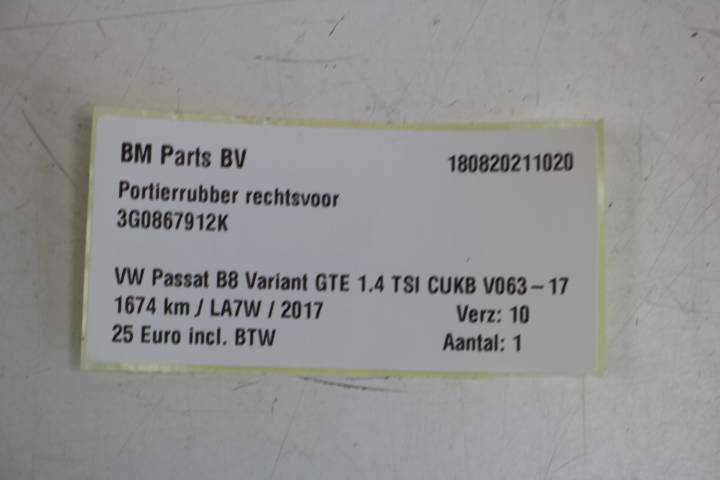 BM Parts BV 180820211020
Portierrubber rechtsvoor
3G0867912K
VW Passat B8 Variant GTE 1.4 TSI CUKB V063-17
1674 km / LA7W / 2017 Verz: 10
25 Euro incl. BTW Aantal: 1